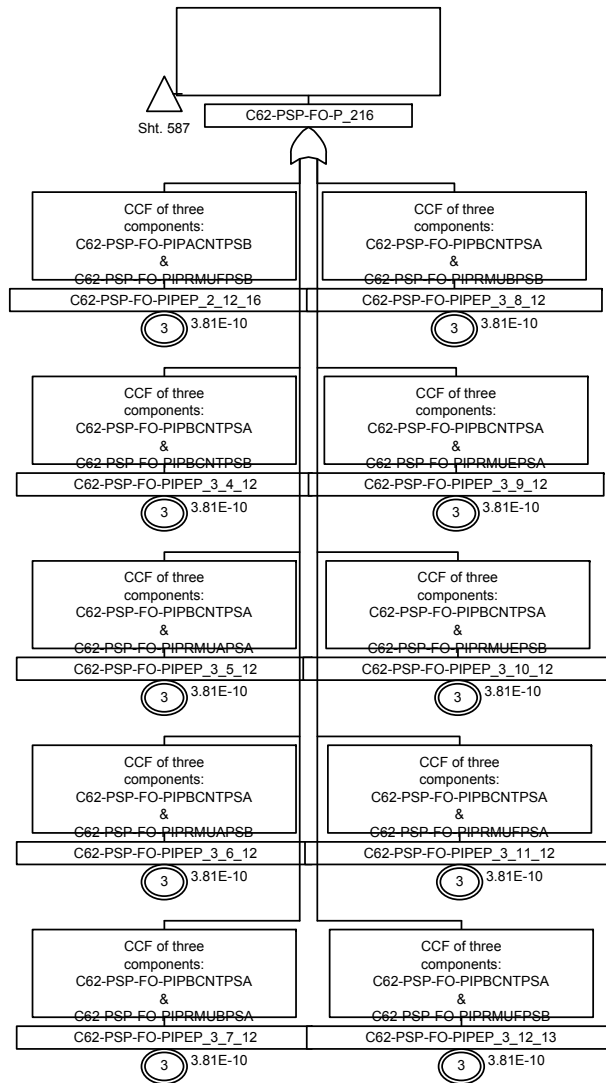 Sht. 587
C62-PSP-FO-P_216
CCF of three
components:
C62-PSP-FO-PIPACNTPSB
&
C62-PSP-FO-PIPRMUFPSB
C62-PSP-FO-PIPEP_2_12_16
3
3.81E-10
CCF of three
components:
C62-PSP-FO-PIPBCNTPSA
&
C62-PSP-FO-PIPRMUBPSB
C62-PSP-FO-PIPEP_3_8_12
3
3.81E-10
CCF of three
components:
C62-PSP-FO-PIPBCNTPSA
&
C62-PSP-FO-PIPBCNTPSB
C62-PSP-FO-PIPEP_3_4_12
3
3.81E-10
CCF of three
components:
C62-PSP-FO-PIPBCNTPSA
&
C62-PSP-FO-PIPRMUEPSA
C62-PSP-FO-PIPEP_3_9_12
3
3.81E-10
CCF of three
components:
C62-PSP-FO-PIPBCNTPSA
&
C62-PSP-FO-PIPRMUAPSA
C62-PSP-FO-PIPEP_3_5_12
3
3.81E-10
CCF of three
components:
C62-PSP-FO-PIPBCNTPSA
&
C62-PSP-FO-PIPRMUEPSB
C62-PSP-FO-PIPEP_3_10_12
3
3.81E-10
CCF of three
components:
C62-PSP-FO-PIPBCNTPSA
&
C62-PSP-FO-PIPRMUAPSB
C62-PSP-FO-PIPEP_3_6_12
3
3.81E-10
CCF of three
components:
C62-PSP-FO-PIPBCNTPSA
&
C62-PSP-FO-PIPRMUFPSA
C62-PSP-FO-PIPEP_3_11_12
3
3.81E-10
CCF of three
components:
C62-PSP-FO-PIPBCNTPSA
&
C62-PSP-FO-PIPRMUBPSA
C62-PSP-FO-PIPEP_3_7_12
3
3.81E-10
CCF of three
components:
C62-PSP-FO-PIPBCNTPSA
&
C62-PSP-FO-PIPRMUFPSB
C62-PSP-FO-PIPEP_3_12_13
3
3.81E-10